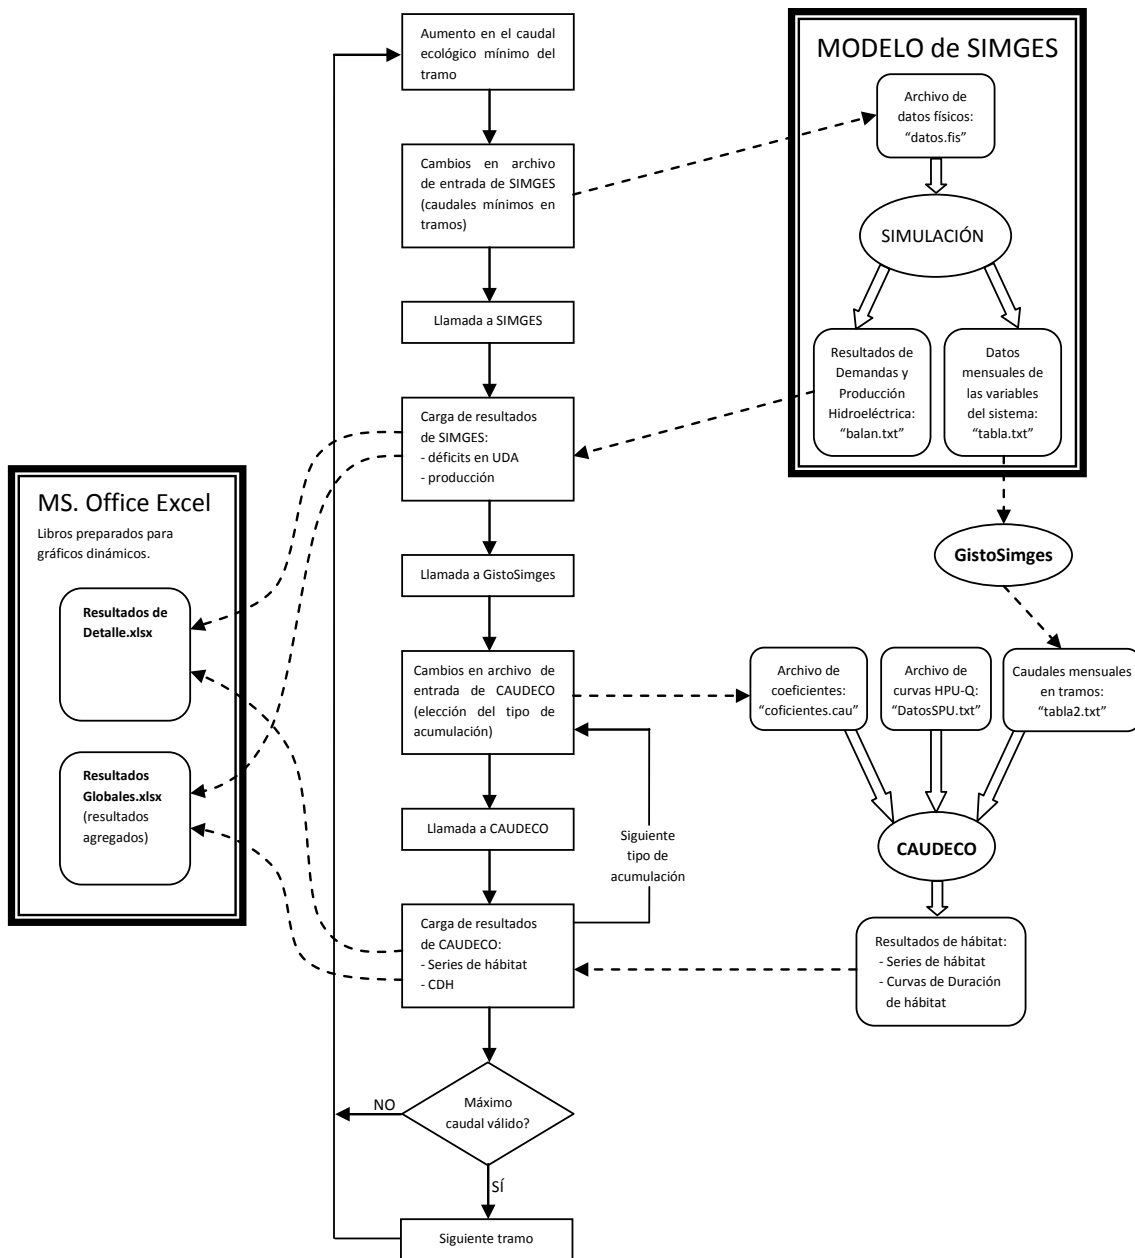 Aumento en el caudal
ecológico mínimo del
tramo
Cambios en archivo
de entrada de SIMGES
(caudales mínimos en
tramos)
Llamada a SIMGES
Carga de resultados
de SIMGES:
- déficits en UDA
- producción
Llamada a GistoSimges
Cambios en archivo de
entrada de CAUDECO
(elección del tipo de
acumulación)
Llamada a CAUDECO
Siguiente
tipo de
acumulación
Carga de resultados
de CAUDECO:
- Series de hábitat
- CDH
Máximo
caudal válido?
NO
SÍ
Siguiente tramo
MODELO de SIMGES
Archivo de
datos físicos:
“datos.fis”
SIMULACIÓN
Resultados de
Demandas y
Producción
Hidroeléctrica:
“balan.txt”
Datos
mensuales de
las variables
del sistema:
“tabla.txt”
GistoSimges
Archivo de
coeficientes:
“coficientes.cau”
Archivo de
curvas HPU-Q:
“DatosSPU.txt”
Caudales mensuales
en tramos:
“tabla2.txt”
CAUDECO
Resultados de hábitat:
- Series de hábitat
- Curvas de Duración
de hábitat
MS. Office Excel
Libros preparados para
gráficos dinámicos.
Resultados de
Detalle.xlsx
Resultados
Globales.xlsx
(resultados
agregados)